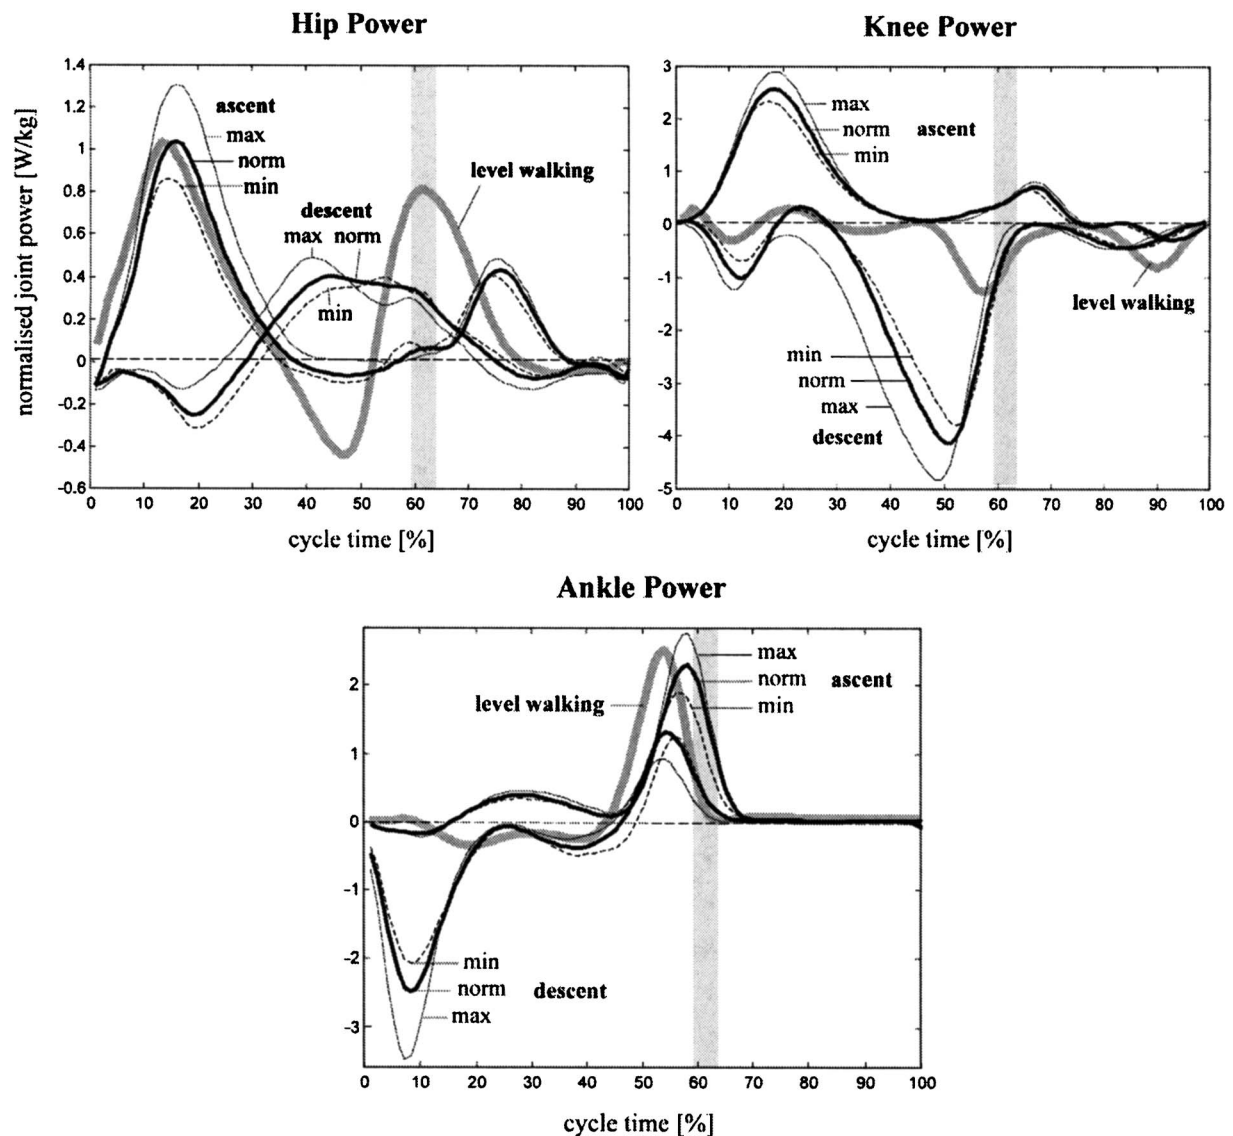 Hip Power
normalised joint power [W/kg]
1.4
1.2
1
0.8
0.6
0.4
0.2
0
-0.2
-0.4
-0.6
ascent
max
norm
min
descent
max norm
min
level walking
0 10 20 30 40 50 60 70 80 90 100
cycle time [%]
Knee Power
3
2
1
0
-1
-2
-3
-4
-5
max
norm ascent
min
level walking
min
norm
max
descent
0 10 20 30 40 50 60 70 80 90 100
cycle time [%]
Ankle Power
2
1
0
-1
-2
-3
level walking
max
norm ascent
min
min
norm descent
max
0 10 20 30 40 50 60 70 80 90 100
cycle time [%]